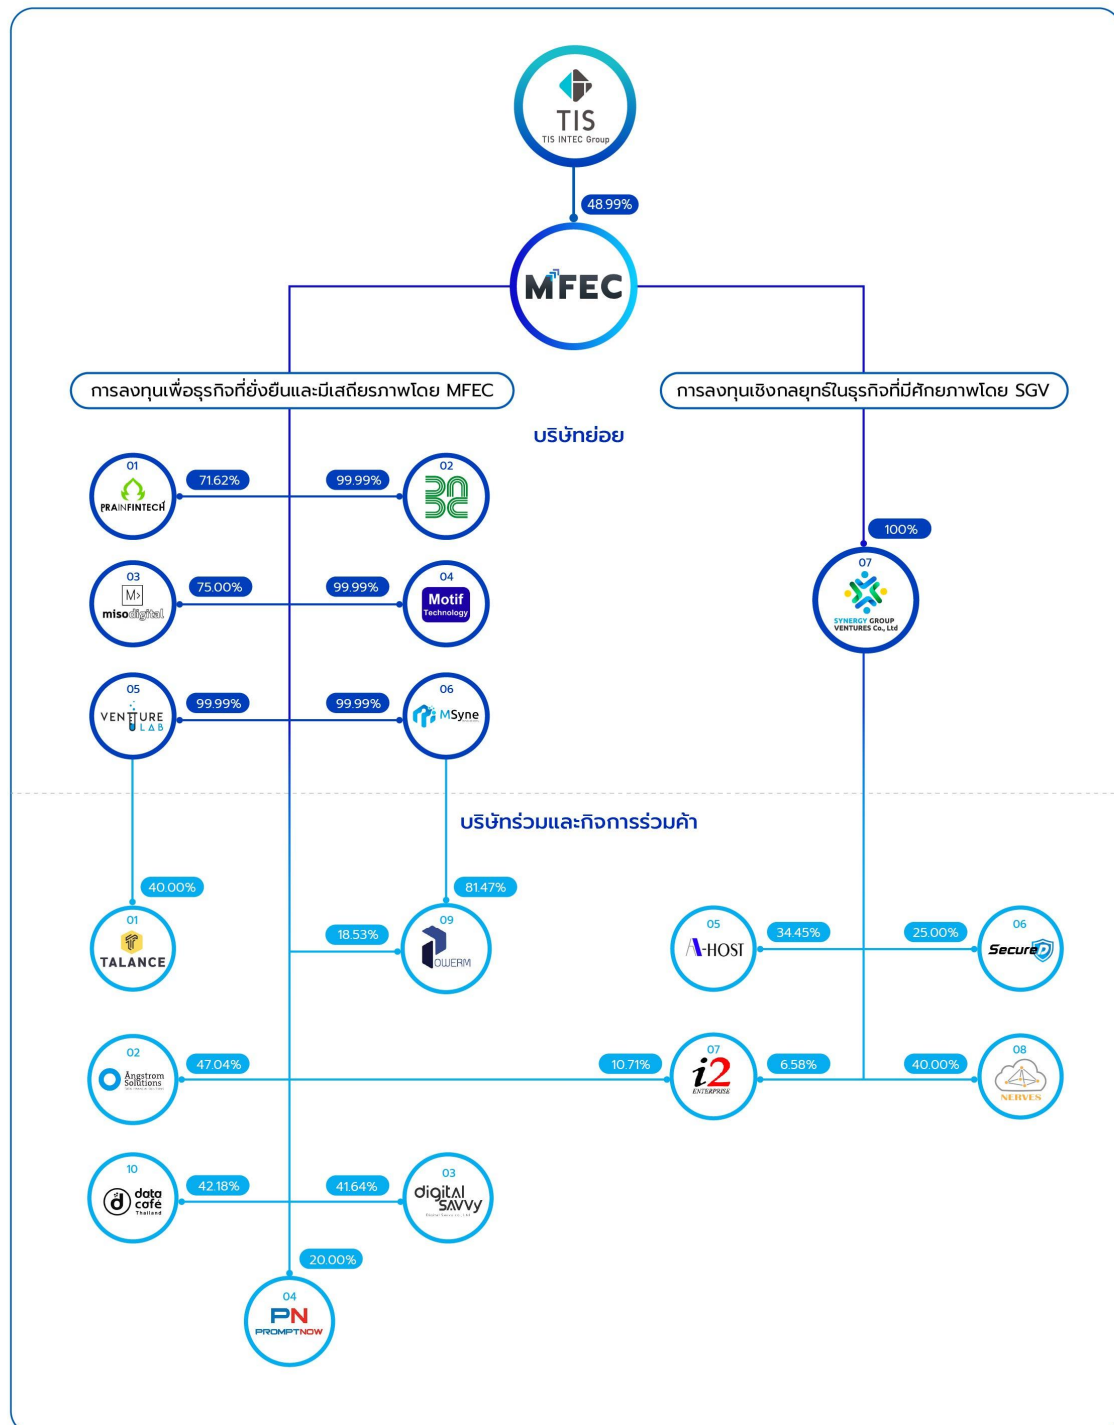 TIS
TIS INTEC Group
48.99%
MFEC
การลงทุนเพื่อธุรกิจที่ยั่งยืนและมีเสถียรภาพโดย MFEC
การลงทุนเชิงกลยุทธ์ในธุรกิจที่มีศักยภาพโดย SGV
บริษัทย่อย
01
PRAINFINTECH
71.62%
99.99%
02
100%
03
M>
misodigital
75.00%
99.99%
04
Motif
Technology
07
SYNERGY GROUP
VENTURES Co., Ltd
05
VENTTURE
LAB
99.99%
99.99%
06
MSyne
บริษัทร่วมและกิจการร่วมค้า
40.00%
81.47%
01
TALANCE
18.53%
09
POWERM
05
A-HOST
34.45%
25.00%
06
SecureD
02
Ångstrom
Solutions
47.04%
10.71%
07
i2
ENTERPRISE
6.58%
40.00%
08
NERVES
10
d
data
café
Thailand
42.18%
41.64%
03
digital
SAVVy
20.00%
04
PN
PROMPTNOW